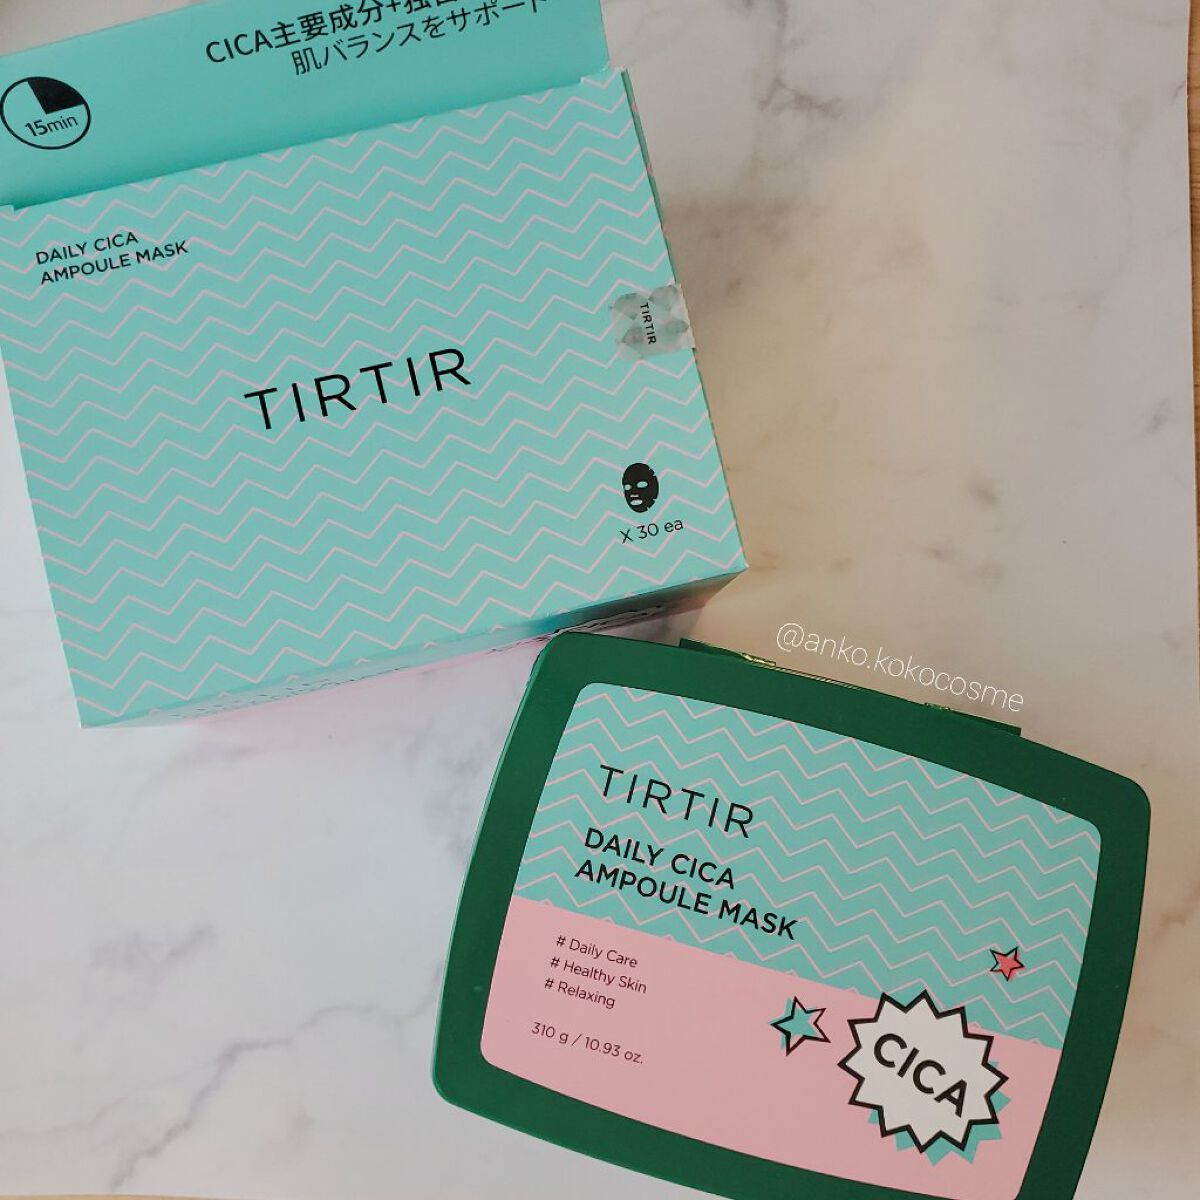 CICA主要成分+独自
肌バランスをサポート
15min
DAILY CICA
AMPOULE MASK
TIRTIR
TIRTIR
X 30 ea
@anko.kokocosme
TIRTIR
DAILY CICA
AMPOULE MASK
# Daily Care
# Healthy Skin
# Relaxing
310 g / 10.93 oz.
CICA